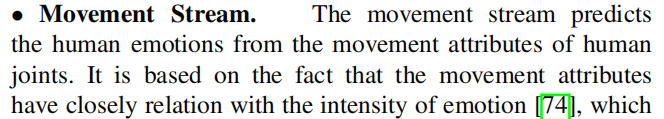 • Movement Stream. The movement stream predicts
the human emotions from the movement attributes of human
joints. It is based on the fact that the movement attributes
have closely relation with the intensity of emotion [74], which